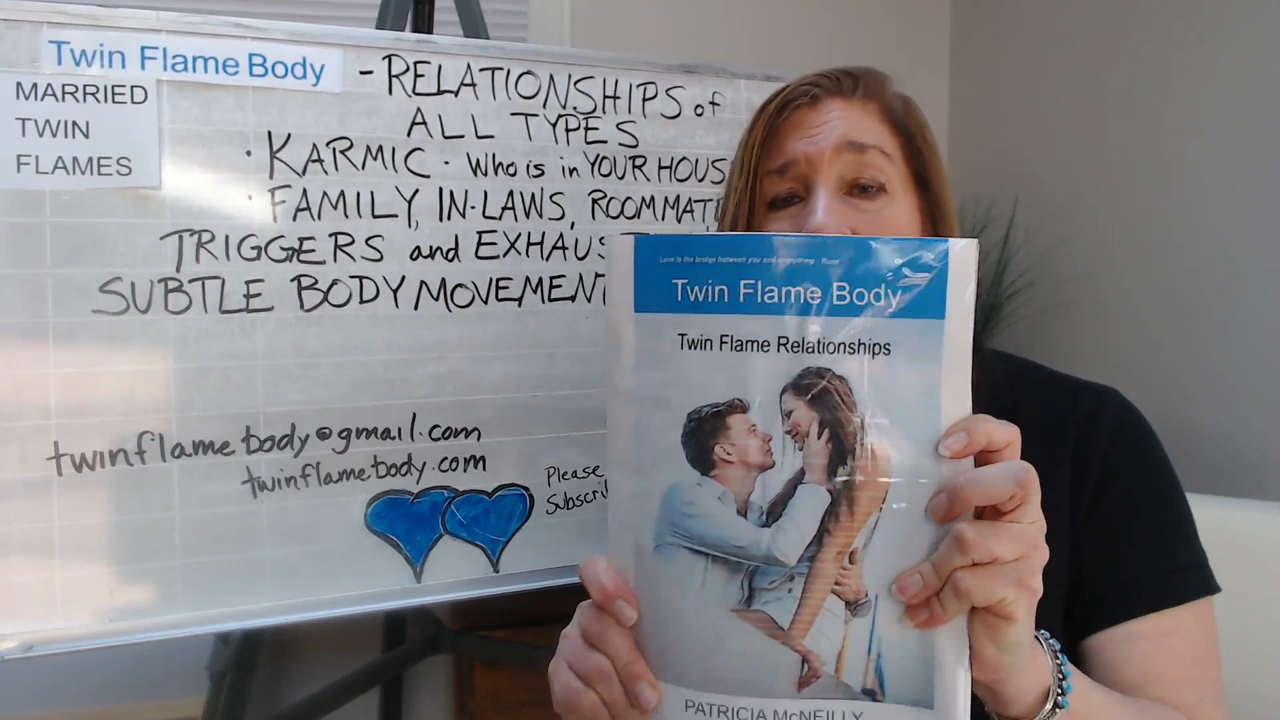 Twin Flame Body
MARRIED
TWIN
FLAMES
-RELATIONSHIPS of
ALL TYPES
· KARMIC · Who is in YOUR HOUS
· FAMILY, IN-LAWS, ROOMMAT
TRIGGERS and EXHAUS
SUBTLE BODY MOVEMENT
twinflamebody@gmail.com
twinflamebody.com
Please
Subscri
Love is the bridge between you and everything. Rumi
Twin Flame Body
Twin Flame Relationships
PATRICIA McNEILLY